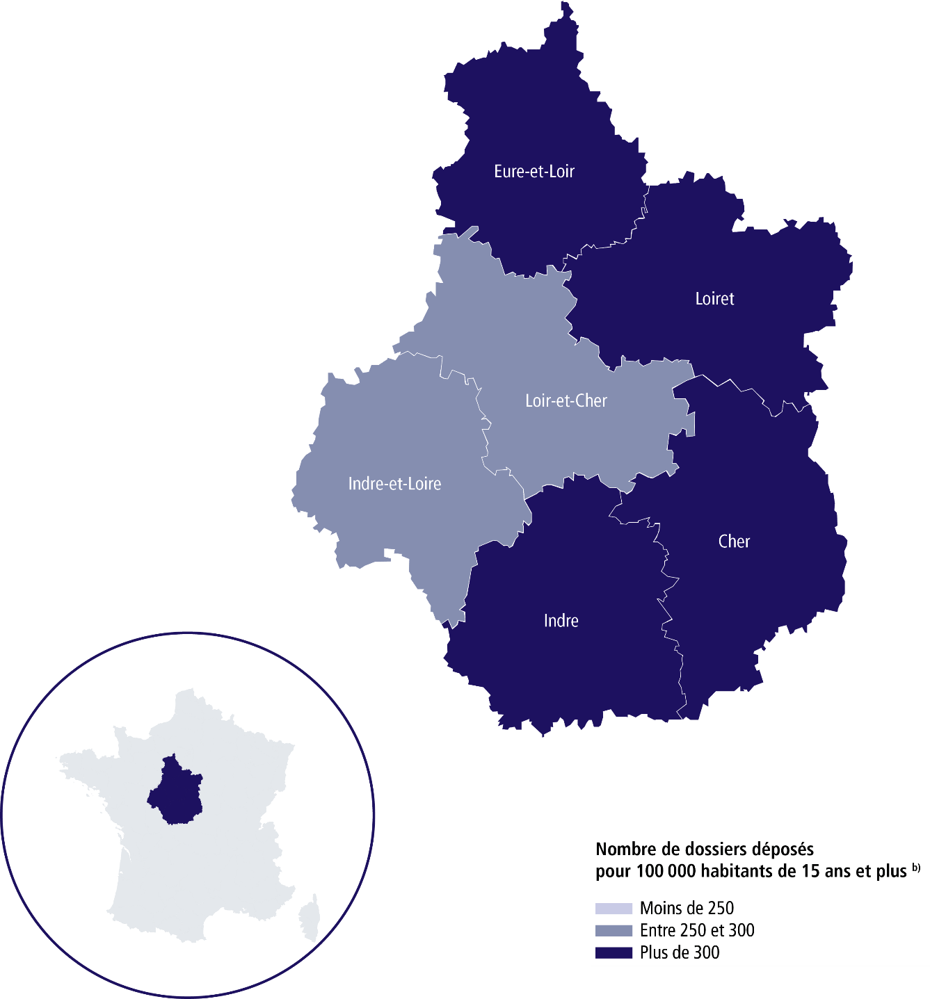 Eure-et-Loir
Loiret
Loir-et-Cher
Indre-et-Loire
Cher
Indre
Nombre de dossiers déposés
pour 100 000 habitants de 15 ans et plus b)
Moins de 250
Entre 250 et 300
Plus de 300